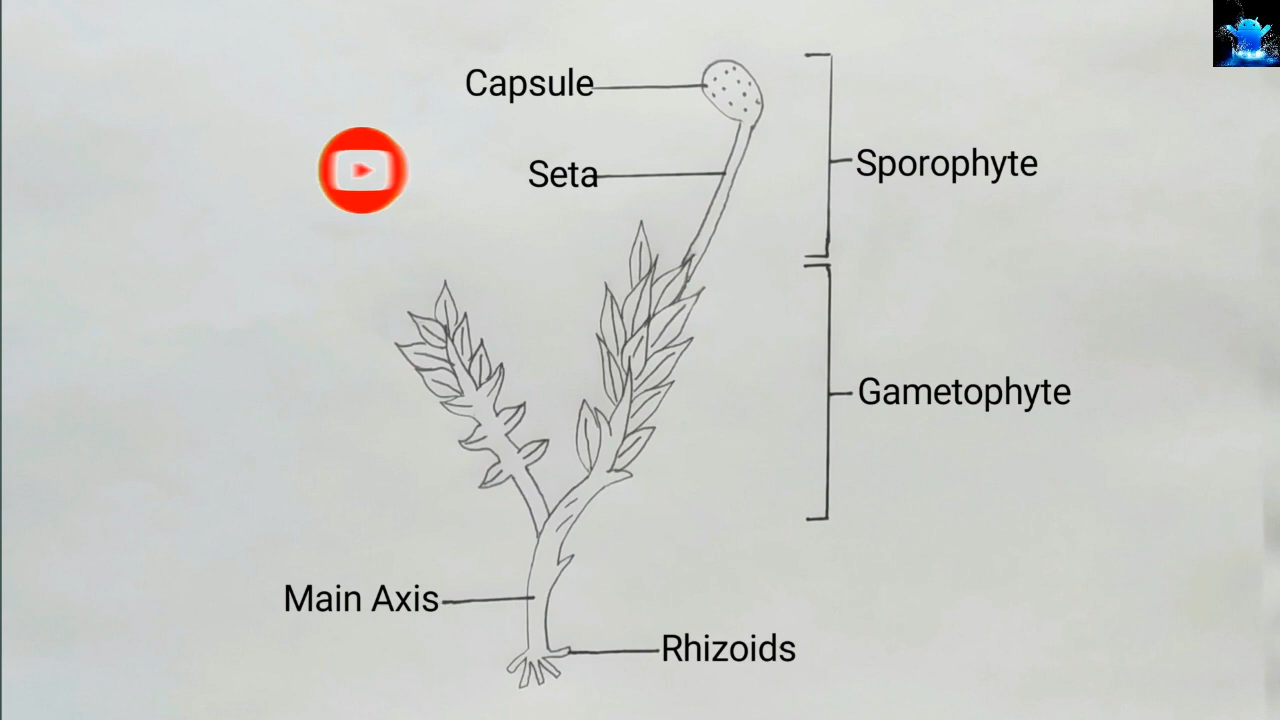 Capsule
Seta
Sporophyte
Gametophyte
Main Axis
Rhizoids